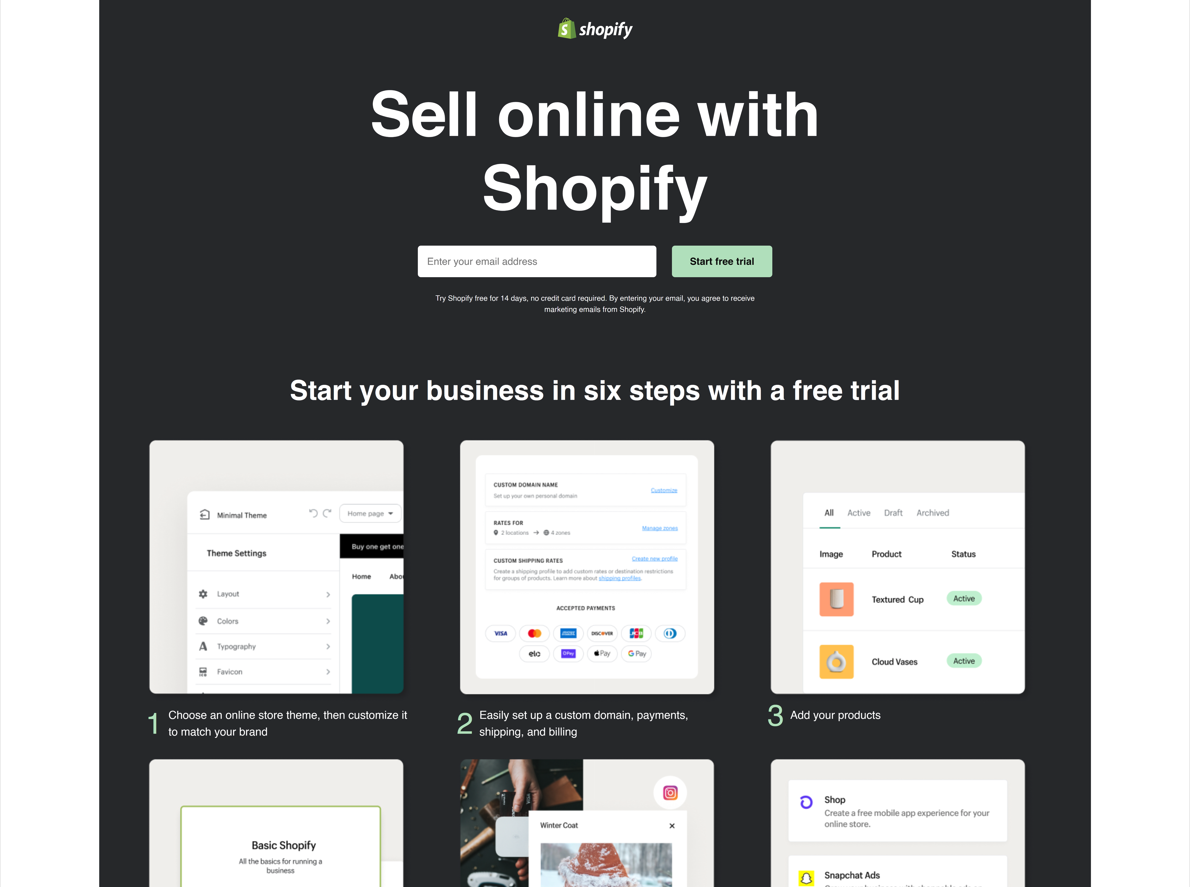 shopify
Sell online with
Shopify
Enter your email address
Start free trial
Try Shopify free for 14 days, no credit card required. By entering your email, you agree to receive
marketing emails from Shopify.
Start your business in six steps with a free trial
Minimal Theme
Home page
Theme Settings
Buy one get one
Home
Layout
Colors
Typography
Favicon
1
Choose an online store theme, then customize it
to match your brand
CUSTOM DOMAIN NAME
Set up your own personal domain
Customize
RATES FOR
2 locations → 4 zones
Manage zones
CUSTOM SHIPPING RATES
Create new profile
Create a shipping profile to add custom rates or destination restrictions
for groups of products. Learn more about shipping profiles.
ACCEPTED PAYMENTS
VISA
DISCOVER
JCB
elo
Pay
Pay
G Pay
2
Easily set up a custom domain, payments,
shipping, and billing
All Active Draft Archived
Image Product Status
Textured Cup Active
Cloud Vases Active
3
Add your products
Basic Shopify
All the basics for running a
business
Winter Coat
Shop
Create a free mobile app experience for your
online store.
Snapchat Ads